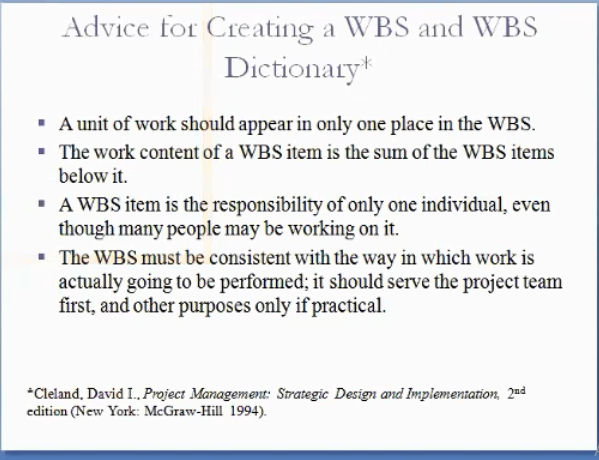 Advice for Creating a WBS and WBS
Dictionary*
▪ A unit of work should appear in only one place in the WBS.
▪ The work content of a WBS item is the sum of the WBS items
below it.
▪ A WBS item is the responsibility of only one individual, even
though many people may be working on it.
▪ The WBS must be consistent with the way in which work is
actually going to be performed; it should serve the project team
first, and other purposes only if practical.
*Cleland, David I., Project Management: Strategic Design and Implementation, 2nd
edition (New York: McGraw-Hill 1994).